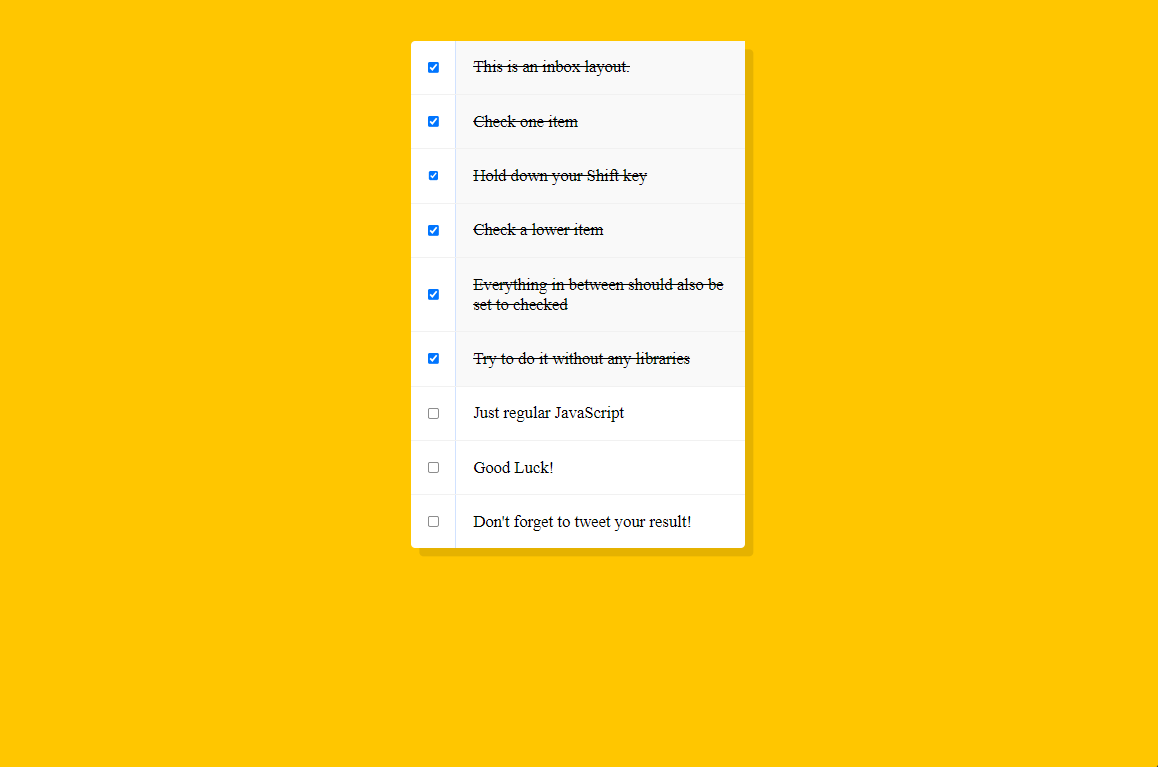 This is an inbox layout.
Check one item
Hold down your Shift key
Check a lower item
Everything in between should also be
set to checked
Try to do it without any libraries
Just regular JavaScript
Good Luck!
Don't forget to tweet your result!